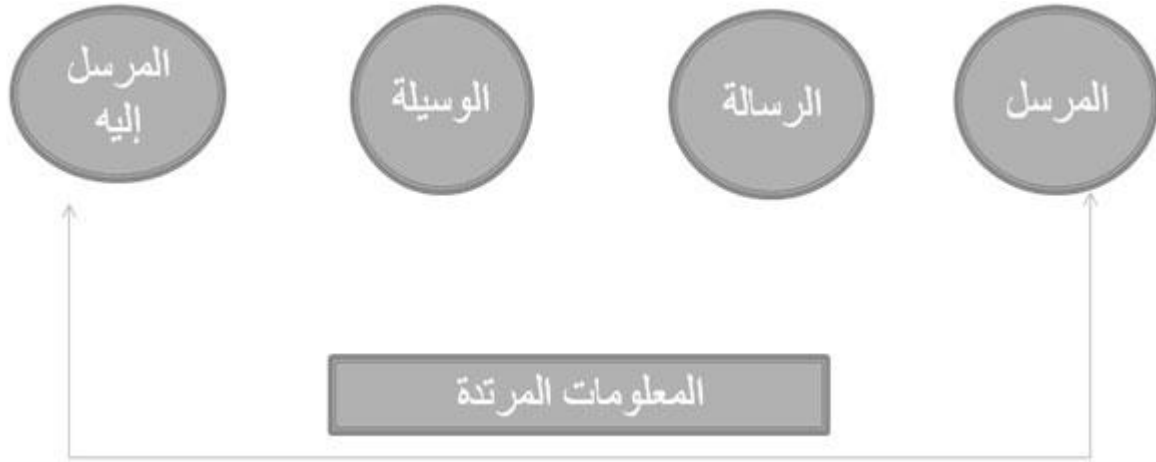 المرسل
الرسالة
الوسيلة
المرسل
إليه
المعلومات المرتدة